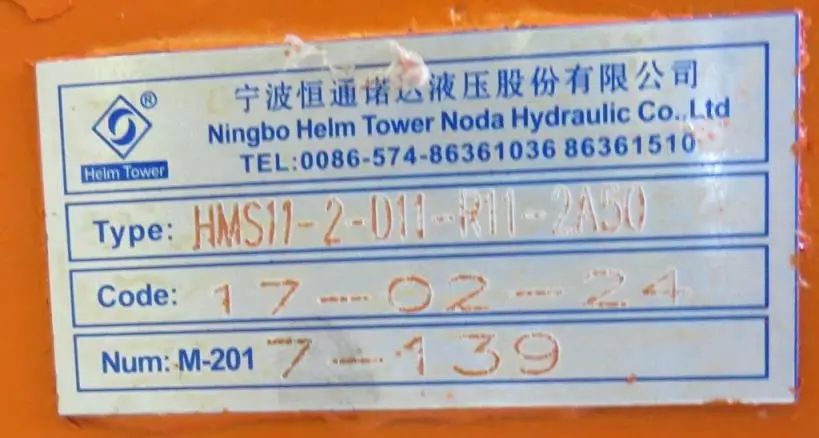 宁波恒通诺达液压股份有限公司
®
Ningbo Helm Tower Noda Hydraulic Co.,Ltd
Helm Tower
TEL:0086-574-86361036 86361510
Type: HMS11-2-D11-R11-2A50
Code: 17-02-24
Num: M-2017-139